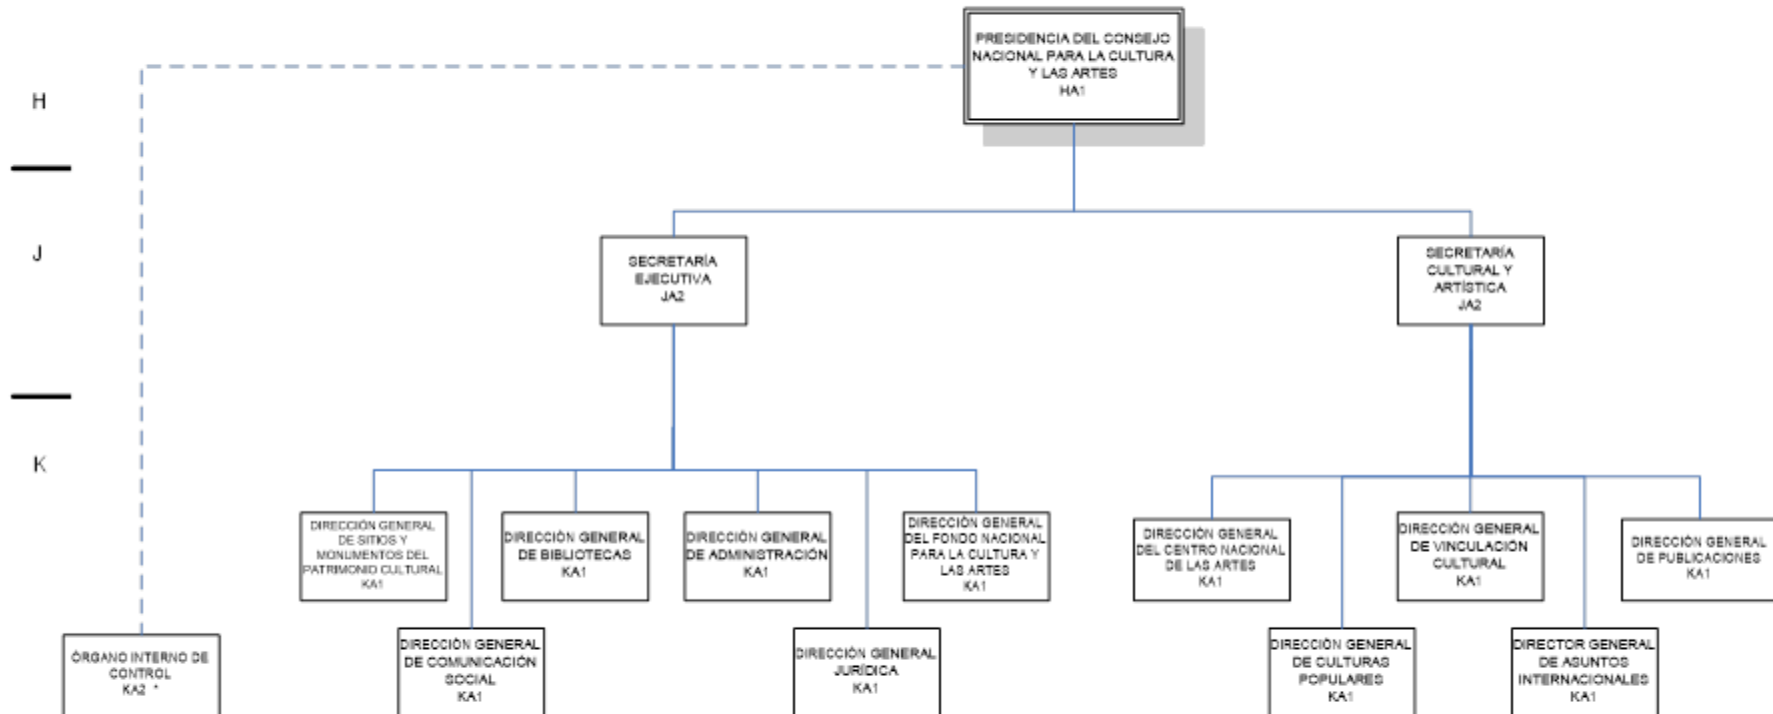 PRESIDENCIA DEL CONSEJO
NACIONAL PARA LA CULTURA
Y LAS ARTES
HA1
H
J
SECRETARÍA
EJECUTIVA
JA2
SECRETARÍA
CULTURAL Y
ARTÍSTICA
JA2
K
DIRECCIÓN GENERAL
DE SITIOS Y
MONUMENTOS DEL
PATRIMONIO CULTURAL
KA1
DIRECCIÓN GENERAL
DE BIBLIOTECAS
KA1
DIRECCIÓN GENERAL
DE ADMINISTRACIÓN
KA1
DIRECCIÓN GENERAL
DEL FONDO NACIONAL
PARA LA CULTURA Y
LAS ARTES
KA1
DIRECCIÓN GENERAL
DEL CENTRO NACIONAL
DE LAS ARTES
KA1
DIRECCIÓN GENERAL
DE VINCULACIÓN
CULTURAL
KA1
DIRECCIÓN GENERAL
DE PUBLICACIONES
KA1
ÓRGANO INTERNO DE
CONTROL
KA2 *
DIRECCIÓN GENERAL
DE COMUNICACIÓN
SOCIAL
KA1
DIRECCIÓN GENERAL
JURÍDICA
KA1
DIRECCIÓN GENERAL
DE CULTURAS
POPULARES
KA1
DIRECTOR GENERAL
DE ASUNTOS
INTERNACIONALES
KA1